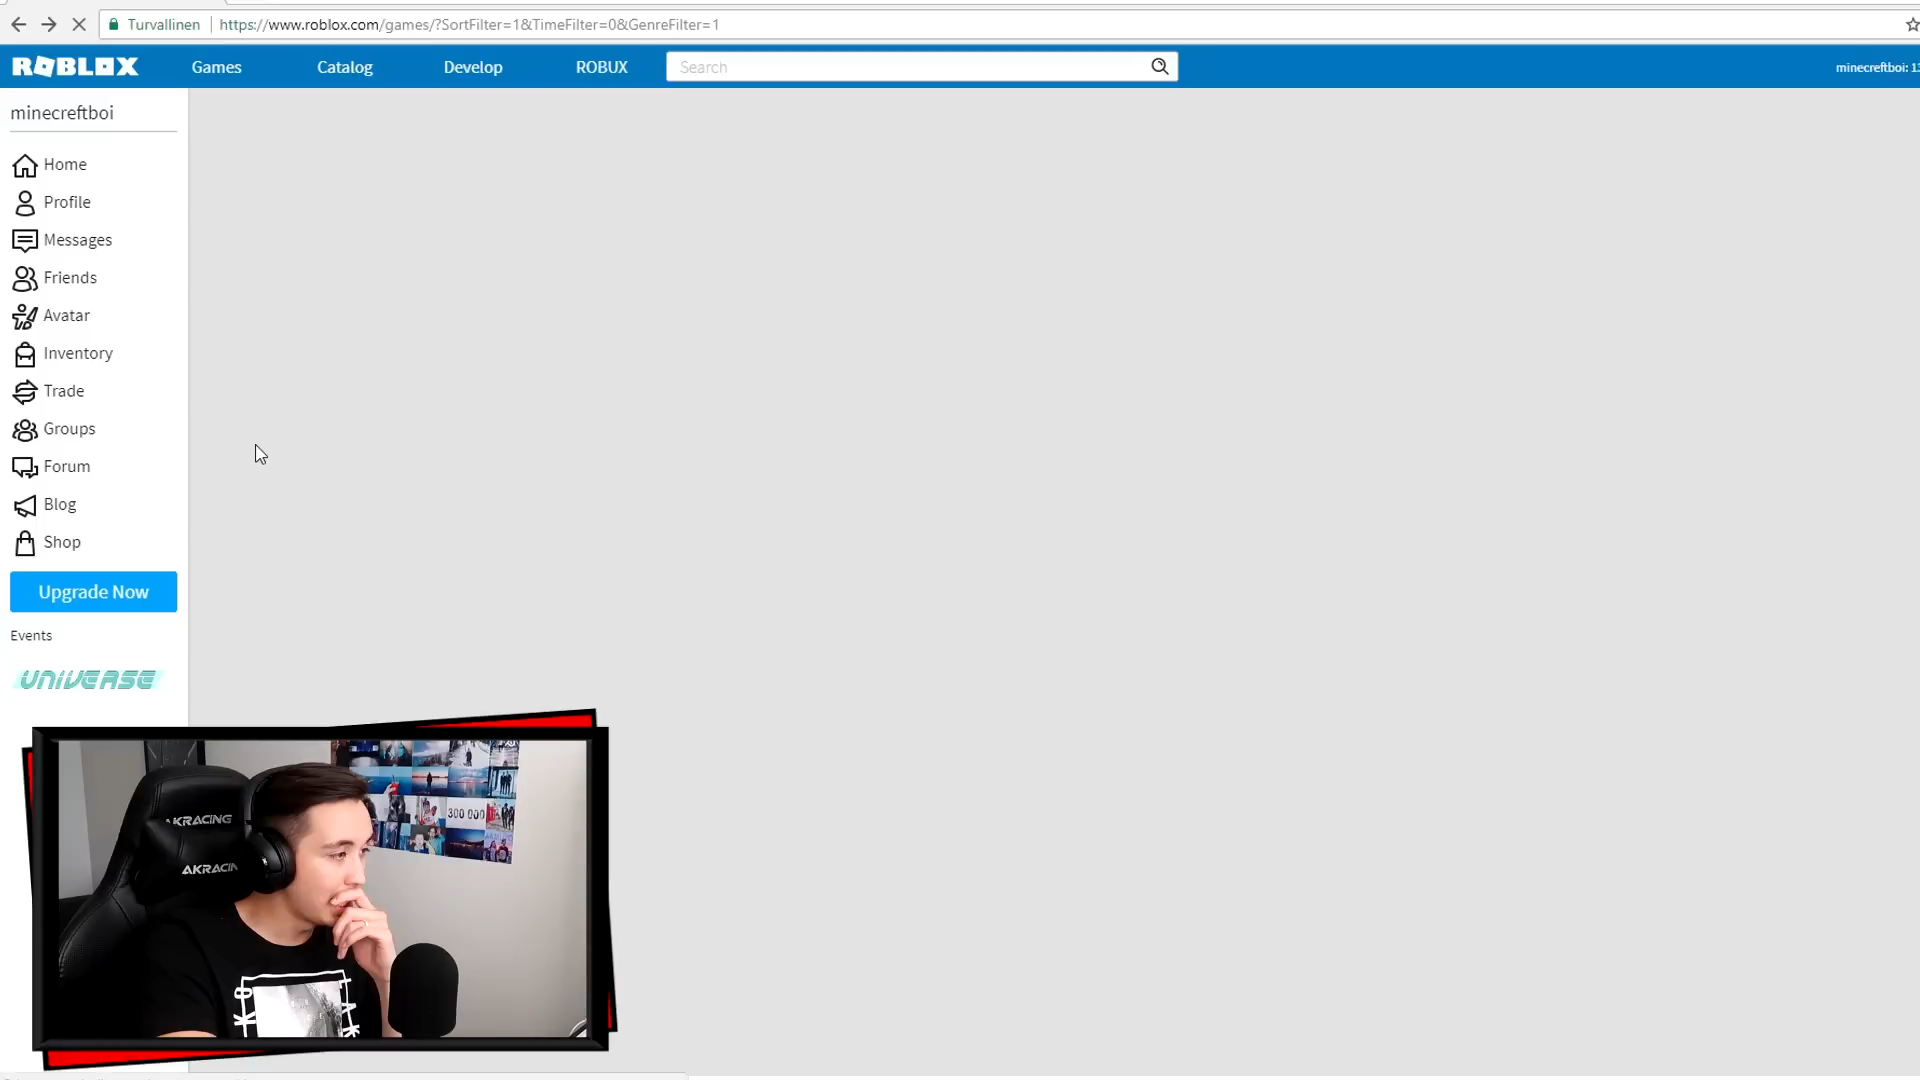 Turvallinen https://www.roblox.com/games/?SortFilter=1&TimeFilter=0&GenreFilter=1
ROBLOX Games Catalog Develop ROBUX Search minecreftboi: 13
minecreftboi
Home
Profile
Messages
Friends
Avatar
Inventory
Trade
Groups
Forum
Blog
Shop
Upgrade Now
Events
UNIVERSE
300 000
AKRACING